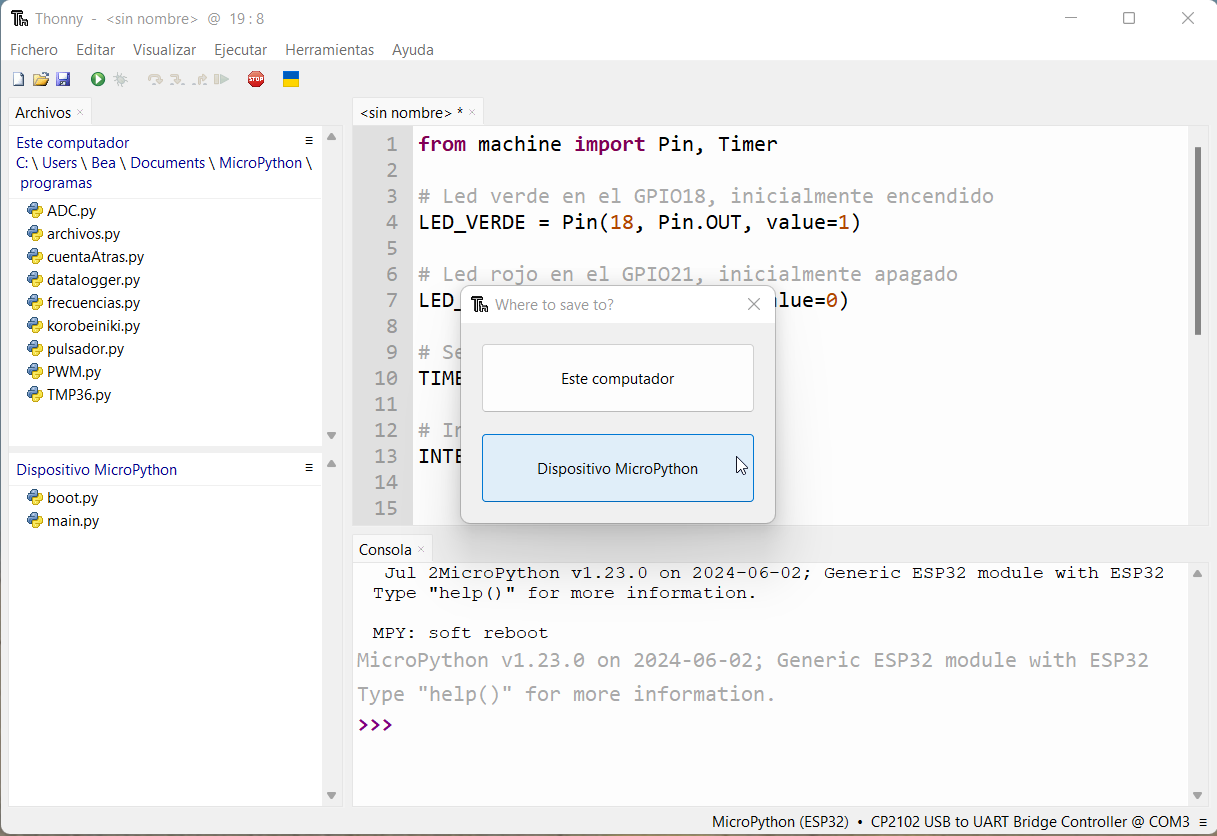 Thonny - <sin nombre> @ 19 : 8
Fichero Editar Visualizar Ejecutar Herramientas Ayuda
STOP
Archivos ×
Este computador
C: \ Users \ Bea \ Documents \ MicroPython \
programas
ADC.py
archivos.py
cuentaAtras.py
datalogger.py
frecuencias.py
korobeiniki.py
pulsador.py
PWM.py
TMP36.py
Dispositivo MicroPython
boot.py
main.py
<sin nombre> * ×
1 from machine import Pin, Timer
2
3 # Led verde en el GPIO18, inicialmente encendido
4 LED_VERDE = Pin(18, Pin.OUT, value=1)
5
6 # Led rojo en el GPIO21, inicialmente apagado
7 LED_ lue=0)
8
9 # Se
10 TIME
11
12 # In
13 INTE
14
15
Where to save to?
Este computador
Dispositivo MicroPython
Consola ×
Jul 2MicroPython v1.23.0 on 2024-06-02; Generic ESP32 module with ESP32
Type "help()" for more information.
MPY: soft reboot
MicroPython v1.23.0 on 2024-06-02; Generic ESP32 module with ESP32
Type "help()" for more information.
>>>
MicroPython (ESP32) • CP2102 USB to UART Bridge Controller @ COM3 ≡